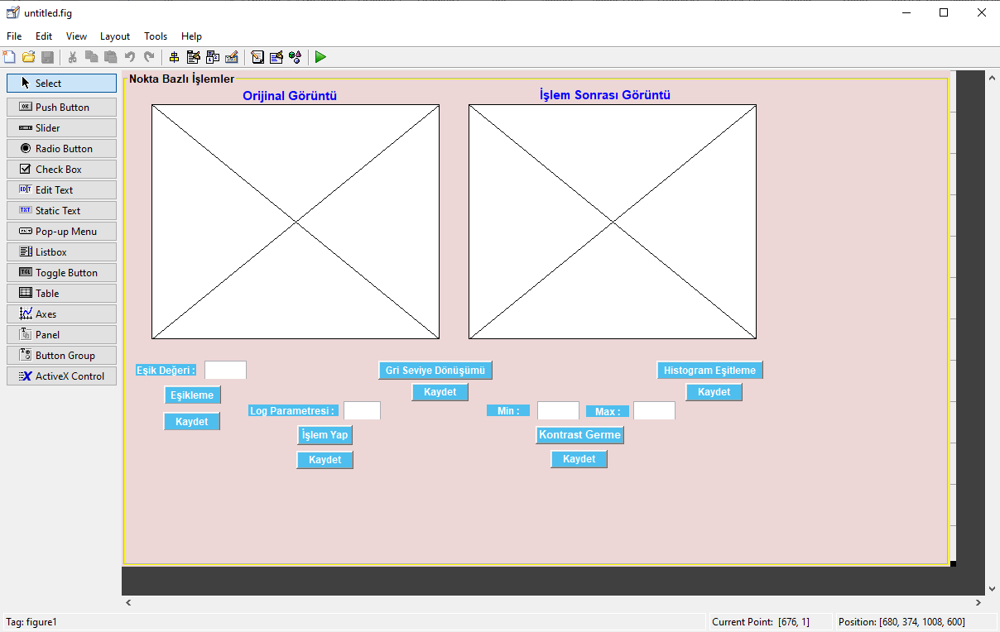 untitled.fig
File Edit View Layout Tools Help
Select
Push Button
Slider
Radio Button
Check Box
Edit Text
Static Text
Pop-up Menu
Listbox
Toggle Button
Table
Axes
Panel
Button Group
ActiveX Control
Nokta Bazlı İşlemler
Orijinal Görüntü
İşlem Sonrası Görüntü
Eşik Değeri :
Eşikleme
Kaydet
Log Parametresi :
İşlem Yap
Kaydet
Gri Seviye Dönüşümü
Kaydet
Min :
Max :
Kontrast Germe
Kaydet
Histogram Eşitleme
Kaydet
Tag: figure1
Current Point: [676, 1]
Position: [680, 374, 1008, 600]